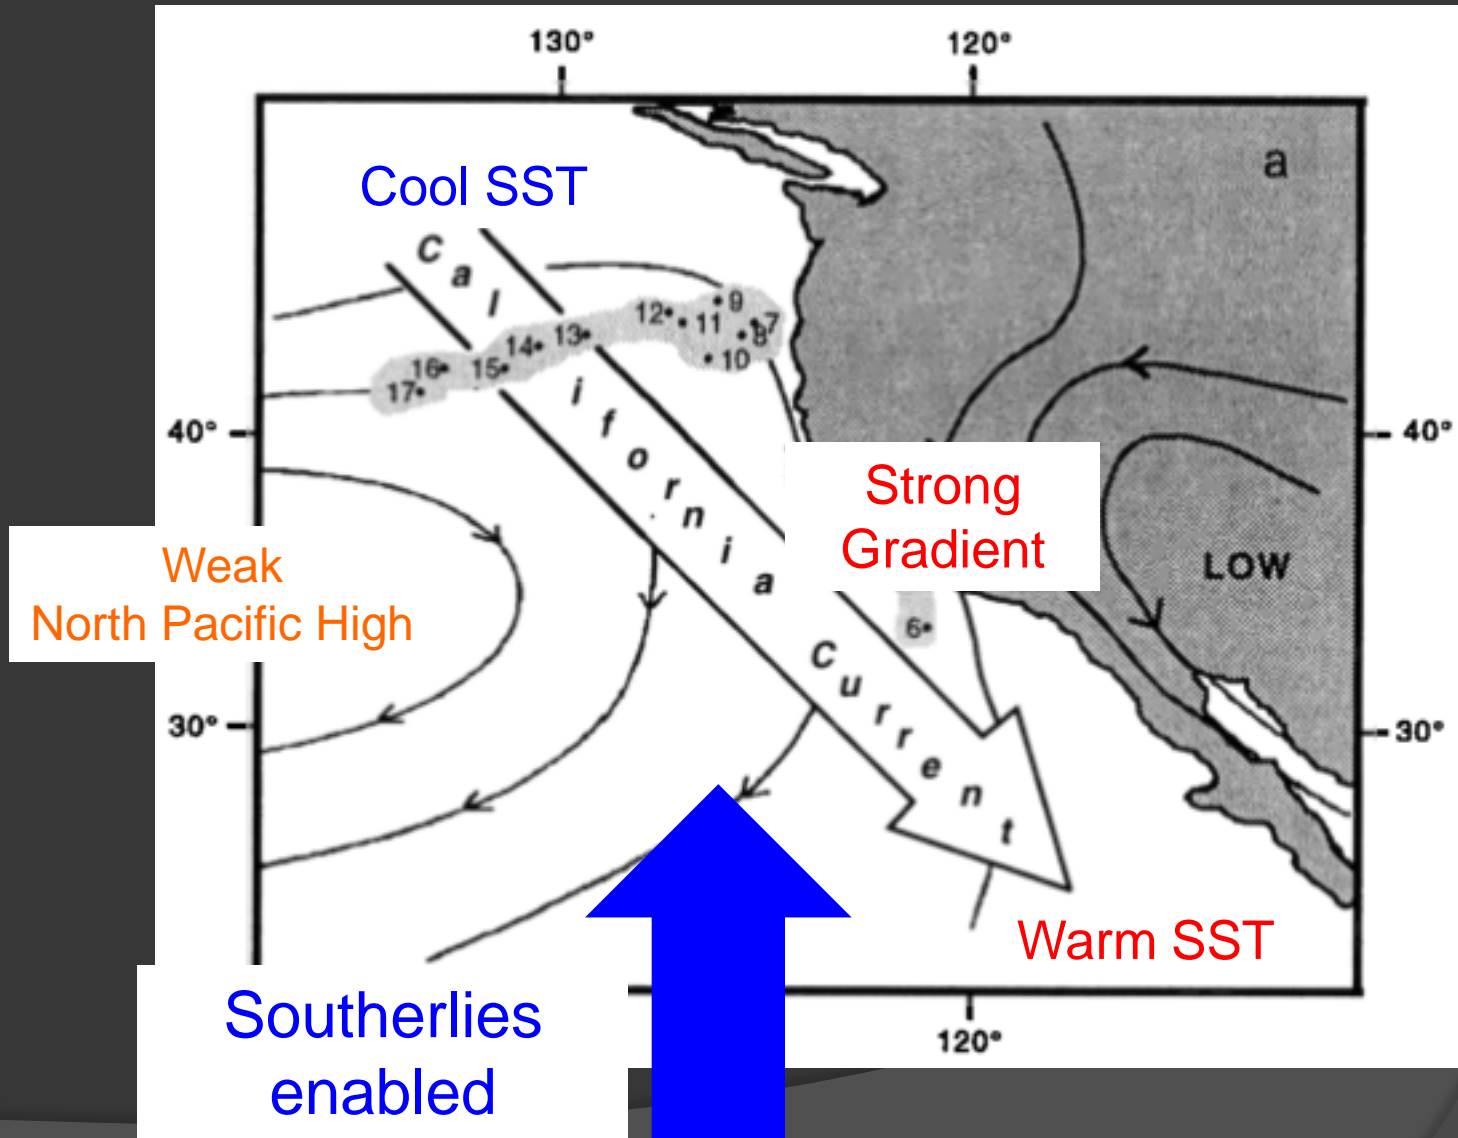 130°
120°
a
Cool SST
California Current
9
12
11
7
8
13
14
10
16
15
17
40°
40°
Strong
Gradient
Weak
North Pacific High
LOW
6
30°
30°
Warm SST
Southerlies
enabled
120°